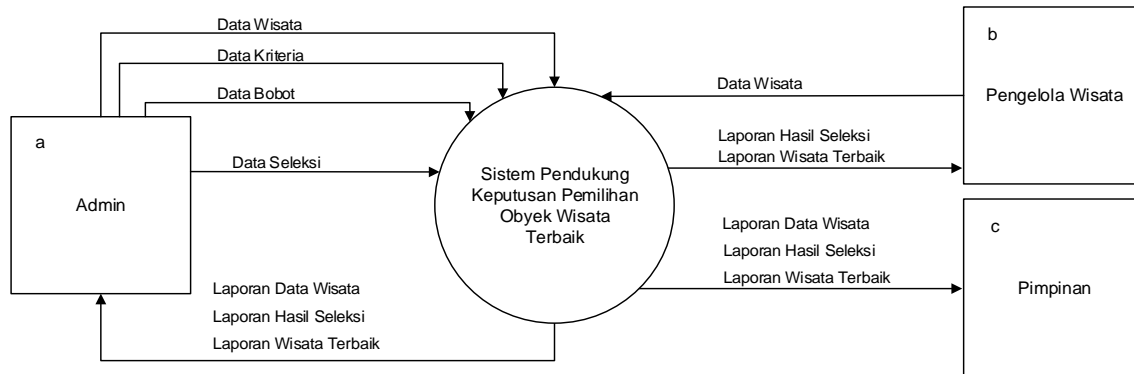 Data Wisata
Data Kriteria
Data Bobot
a
Admin
Data Seleksi
Sistem Pendukung
Keputusan Pemilihan
Obyek Wisata
Terbaik
Laporan Data Wisata
Laporan Hasil Seleksi
Laporan Wisata Terbaik
b
Pengelola Wisata
Data Wisata
Laporan Hasil Seleksi
Laporan Wisata Terbaik
c
Pimpinan
Laporan Data Wisata
Laporan Hasil Seleksi
Laporan Wisata Terbaik